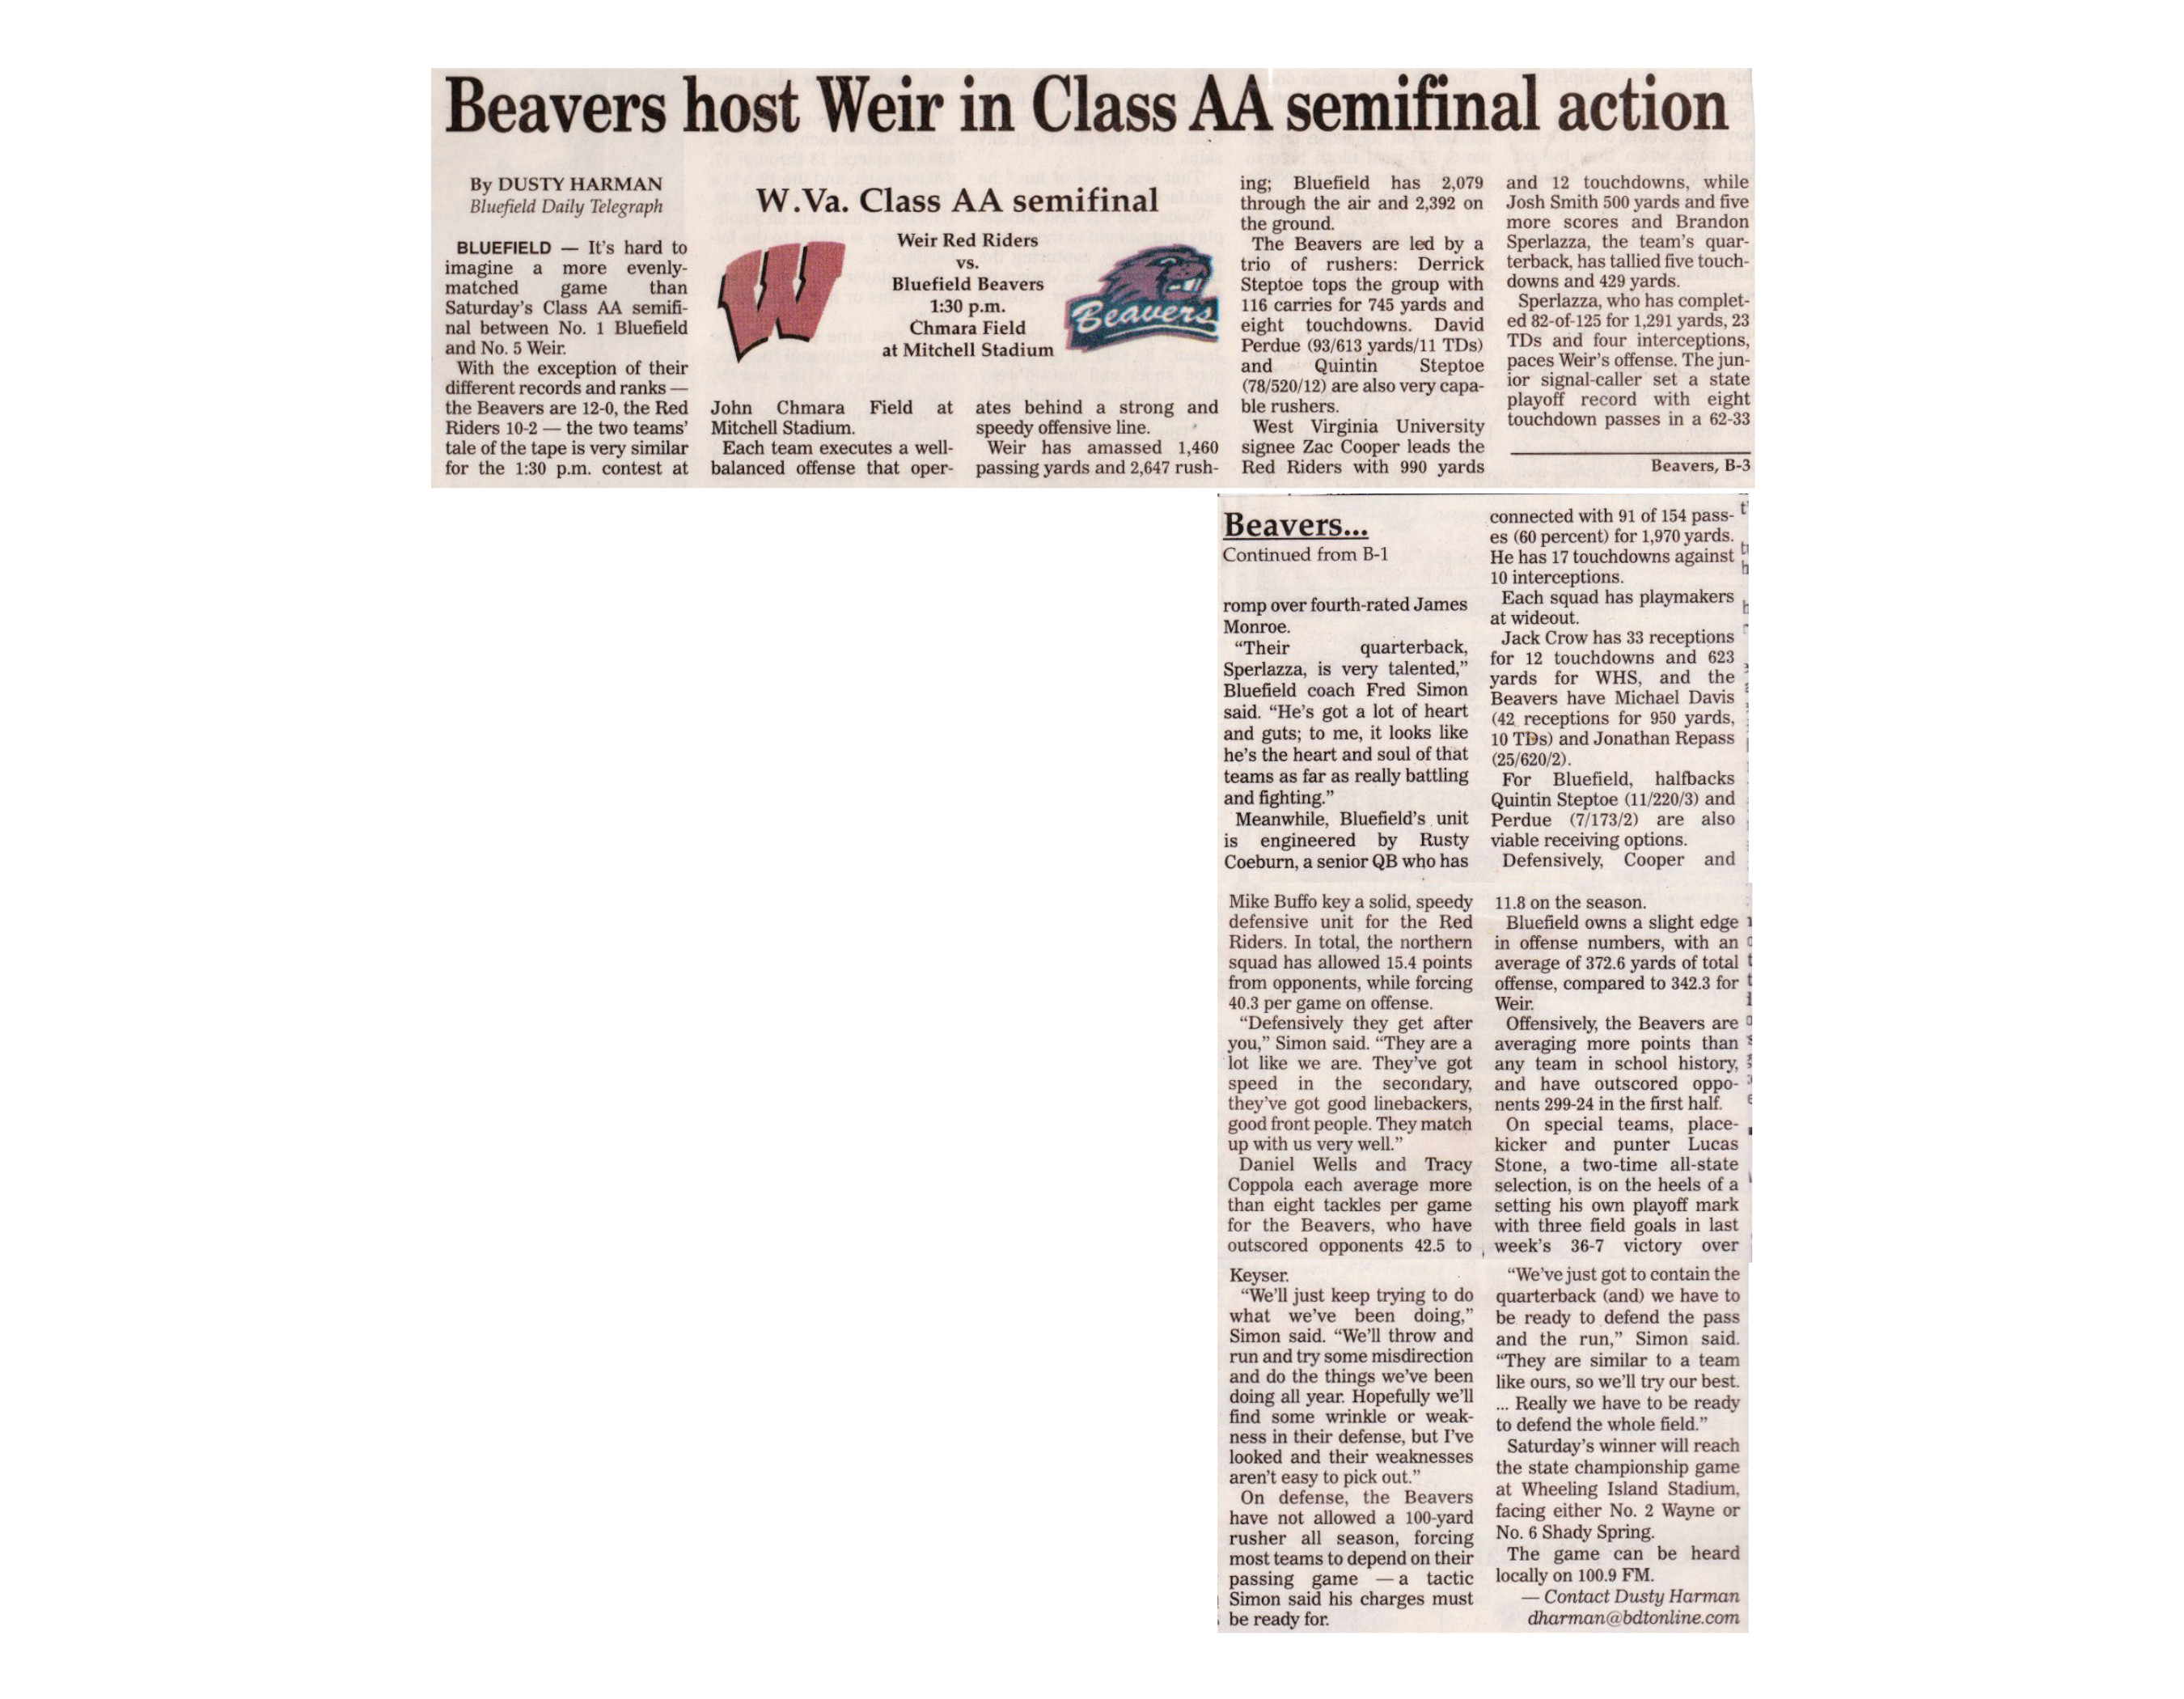 Beavers host Weir in Class AA semifinal action
By DUSTY HARMAN
Bluefield Daily Telegraph
BLUEFIELD — It's hard to
imagine a more evenly-
matched game than
Saturday's Class AA semifi-
nal between No. 1 Bluefield
and No. 5 Weir.
With the exception of their
different records and ranks —
the Beavers are 12-0, the Red
Riders 10-2 — the two teams'
tale of the tape is very similar
for the 1:30 p.m. contest at
W.Va. Class AA semifinal
W
Weir Red Riders
vs.
Bluefield Beavers
1:30 p.m.
Chmara Field
at Mitchell Stadium
Beavers
John Chmara Field at
Mitchell Stadium.
Each team executes a well-
balanced offense that oper-
ates behind a strong and
speedy offensive line.
Weir has amassed 1,460
passing yards and 2,647 rush-
ing; Bluefield has 2,079
through the air and 2,392 on
the ground.
The Beavers are led by a
trio of rushers: Derrick
Steptoe tops the group with
116 carries for 745 yards and
eight touchdowns. David
Perdue (93/613 yards/11 TDs)
and Quintin Steptoe
(78/520/12) are also very capa-
ble rushers.
West Virginia University
signee Zac Cooper leads the
Red Riders with 990 yards
and 12 touchdowns, while
Josh Smith 500 yards and five
more scores and Brandon
Sperlazza, the team's quar-
terback, has tallied five touch-
downs and 429 yards.
Sperlazza, who has complet-
ed 82-of-125 for 1,291 yards, 23
TDs and four interceptions,
paces Weir's offense. The jun-
ior signal-caller set a state
playoff record with eight
touchdown passes in a 62-33
Beavers, B-3
Beavers...
Continued from B-1
romp over fourth-rated James
Monroe.
"Their quarterback,
Sperlazza, is very talented,"
Bluefield coach Fred Simon
said. "He's got a lot of heart
and guts; to me, it looks like
he's the heart and soul of that
teams as far as really battling
and fighting."
Meanwhile, Bluefield's unit
is engineered by Rusty
Coeburn, a senior QB who has
connected with 91 of 154 pass-
es (60 percent) for 1,970 yards.
He has 17 touchdowns against
10 interceptions.
Each squad has playmakers
at wideout.
Jack Crow has 33 receptions
for 12 touchdowns and 623
yards for WHS, and the
Beavers have Michael Davis
(42 receptions for 950 yards,
10 TDs) and Jonathan Repass
(25/620/2).
For Bluefield, halfbacks
Quintin Steptoe (11/220/3) and
Perdue (7/173/2) are also
viable receiving options.
Defensively, Cooper and
Mike Buffo key a solid, speedy
defensive unit for the Red
Riders. In total, the northern
squad has allowed 15.4 points
from opponents, while forcing
40.3 per game on offense.
"Defensively they get after
you," Simon said. "They are a
lot like we are. They've got
speed in the secondary,
they've got good linebackers,
good front people. They match
up with us very well."
Daniel Wells and Tracy
Coppola each average more
than eight tackles per game
for the Beavers, who have
outscored opponents 42.5 to
11.8 on the season.
Bluefield owns a slight edge
in offense numbers, with an
average of 372.6 yards of total
offense, compared to 342.3 for
Weir.
Offensively, the Beavers are
averaging more points than
any team in school history,
and have outscored oppo-
nents 299-24 in the first half.
On special teams, place-
kicker and punter Lucas
Stone, a two-time all-state
selection, is on the heels of a
setting his own playoff mark
with three field goals in last
week's 36-7 victory over
Keyser.
"We'll just keep trying to do
what we've been doing,"
Simon said. "We'll throw and
run and try some misdirection
and do the things we've been
doing all year. Hopefully we'll
find some wrinkle or weak-
ness in their defense, but I've
looked and their weaknesses
aren't easy to pick out."
On defense, the Beavers
have not allowed a 100-yard
rusher all season, forcing
most teams to depend on their
passing game — a tactic
Simon said his charges must
be ready for.
"We've just got to contain the
quarterback (and) we have to
be ready to defend the pass
and the run," Simon said.
"They are similar to a team
like ours, so we'll try our best.
... Really we have to be ready
to defend the whole field."
Saturday's winner will reach
the state championship game
at Wheeling Island Stadium,
facing either No. 2 Wayne or
No. 6 Shady Spring.
The game can be heard
locally on 100.9 FM.
— Contact Dusty Harman
dharman@bdtonline.com